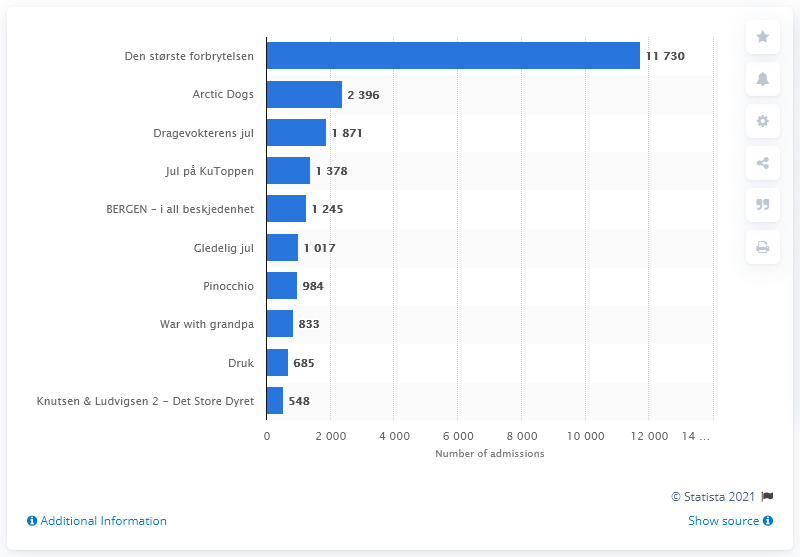 Den største forbrytelsen 11 730
Arctic Dogs 2 396
Dragevokterens jul 1 871
Jul på KuToppen 1 378
BERGEN – i all beskjedenhet 1 245
Gledelig jul 1 017
Pinocchio 984
War with grandpa 833
Druk 685
Knutsen & Ludvigsen 2 – Det Store Dyret 548
0 2 000 4 000 6 000 8 000 10 000 12 000 14 ...
Number of admissions
© Statista 2021
Additional Information Show source